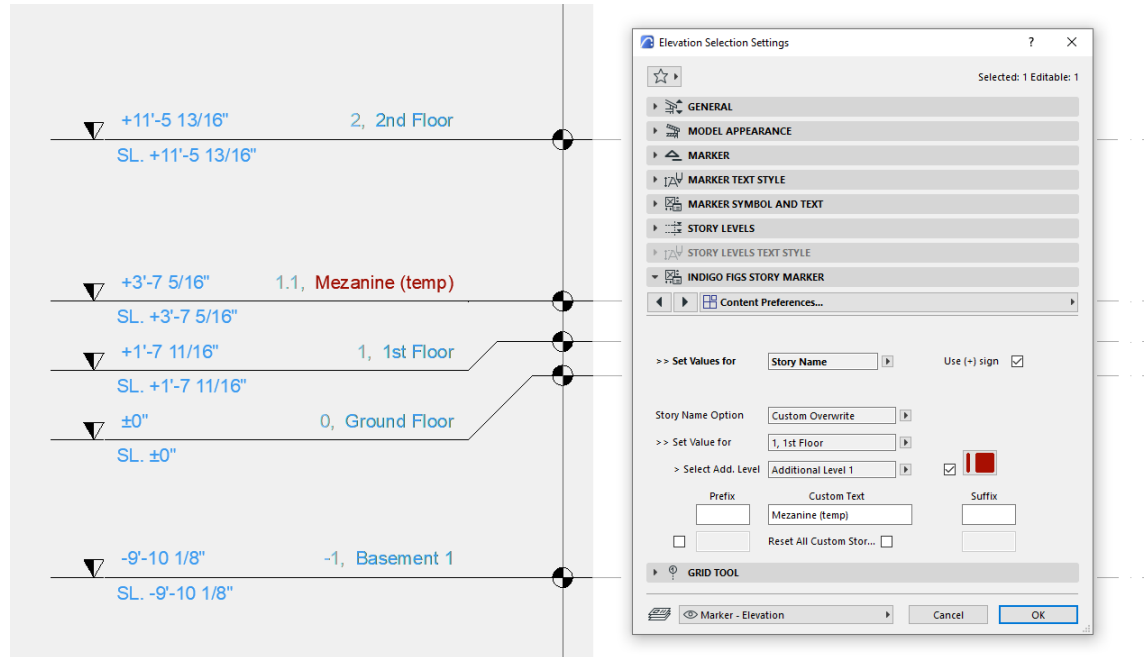 +11'-5 13/16"
2, 2nd Floor
SL. +11'-5 13/16"
+3'-7 5/16"
1.1, Mezanine (temp)
SL. +3'-7 5/16"
+1'-7 11/16"
1, 1st Floor
SL. +1'-7 11/16"
±0"
0, Ground Floor
SL. ±0"
-9'-10 1/8"
-1, Basement 1
SL. -9'-10 1/8"
Elevation Selection Settings
?
Selected: 1 Editable: 1
GENERAL
MODEL APPEARANCE
MARKER
MARKER TEXT STYLE
MARKER SYMBOL AND TEXT
STORY LEVELS
STORY LEVELS TEXT STYLE
INDIGO FIGS STORY MARKER
Content Preferences...
>> Set Values for
Story Name
Use (+) sign
Story Name Option
Custom Overwrite
>> Set Value for
1, 1st Floor
> Select Add. Level
Additional Level 1
Prefix
Custom Text
Suffix
Mezanine (temp)
Reset All Custom Stor...
GRID TOOL
Marker - Elevation
Cancel
OK